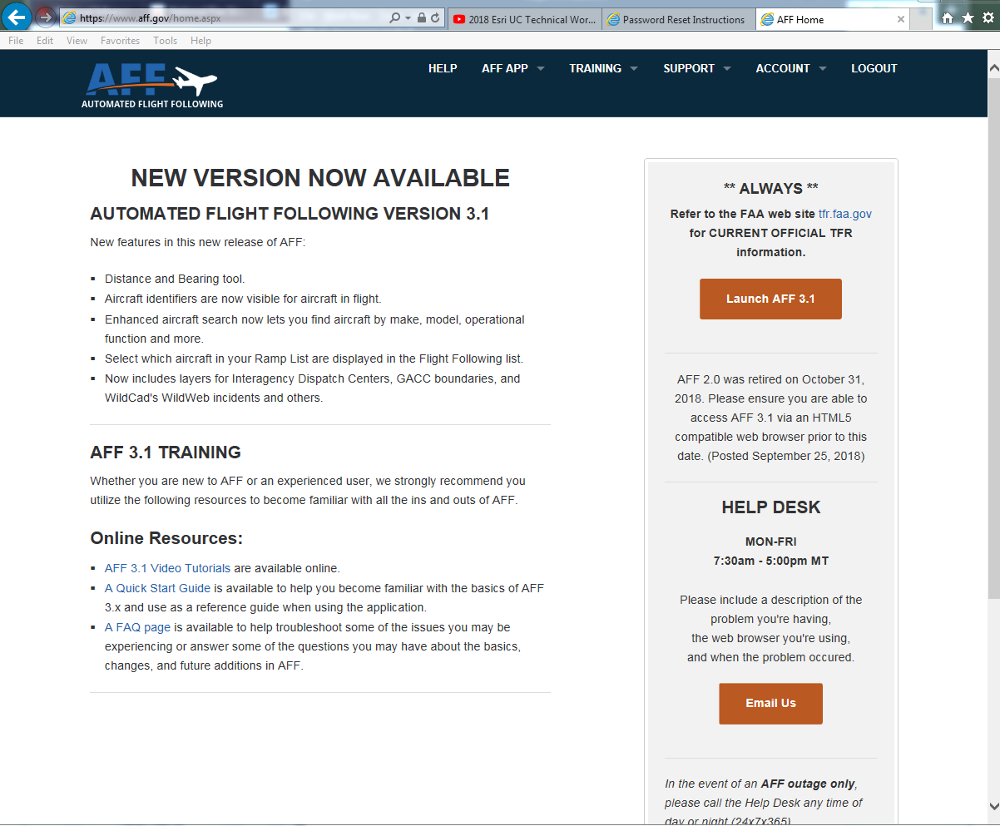 https://www.aff.gov/home.aspx
2018 Esri UC Technical Wor...
Password Reset Instructions
AFF Home
File Edit View Favorites Tools Help
AFF
AUTOMATED FLIGHT FOLLOWING
HELP AFF APP TRAINING SUPPORT ACCOUNT LOGOUT
NEW VERSION NOW AVAILABLE
AUTOMATED FLIGHT FOLLOWING VERSION 3.1
New features in this new release of AFF:
Distance and Bearing tool.
Aircraft identifiers are now visible for aircraft in flight.
Enhanced aircraft search now lets you find aircraft by make, model, operational
function and more.
Select which aircraft in your Ramp List are displayed in the Flight Following list.
Now includes layers for Interagency Dispatch Centers, GACC boundaries, and
WildCad's WildWeb incidents and others.
AFF 3.1 TRAINING
Whether you are new to AFF or an experienced user, we strongly recommend you
utilize the following resources to become familiar with all the ins and outs of AFF.
Online Resources:
AFF 3.1 Video Tutorials are available online.
A Quick Start Guide is available to help you become familiar with the basics of AFF
3.x and use as a reference guide when using the application.
A FAQ page is available to help troubleshoot some of the issues you may be
experiencing or answer some of the questions you may have about the basics,
changes, and future additions in AFF.
** ALWAYS **
Refer to the FAA web site tfr.faa.gov
for CURRENT OFFICIAL TFR
information.
Launch AFF 3.1
AFF 2.0 was retired on October 31,
2018. Please ensure you are able to
access AFF 3.1 via an HTML5
compatible web browser prior to this
date. (Posted September 25, 2018)
HELP DESK
MON-FRI
7:30am - 5:00pm MT
Please include a description of the
problem you're having,
the web browser you're using,
and when the problem occured.
Email Us
In the event of an AFF outage only,
please call the Help Desk any time of
day or night (24x7x365)